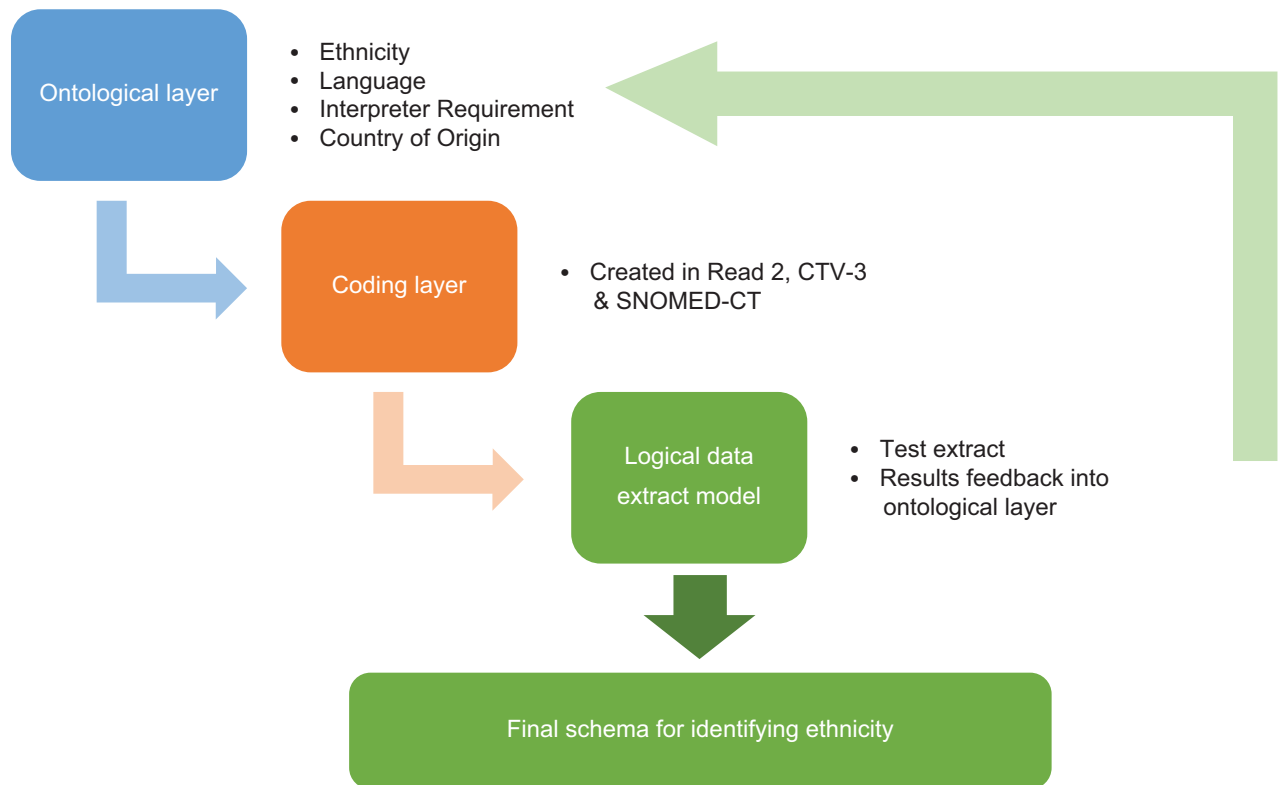 Ontological layer
• Ethnicity
• Language
• Interpreter Requirement
• Country of Origin
Coding layer
• Created in Read 2, CTV-3
& SNOMED-CT
Logical data
extract model
• Test extract
• Results feedback into
ontological layer
Final schema for identifying ethnicity